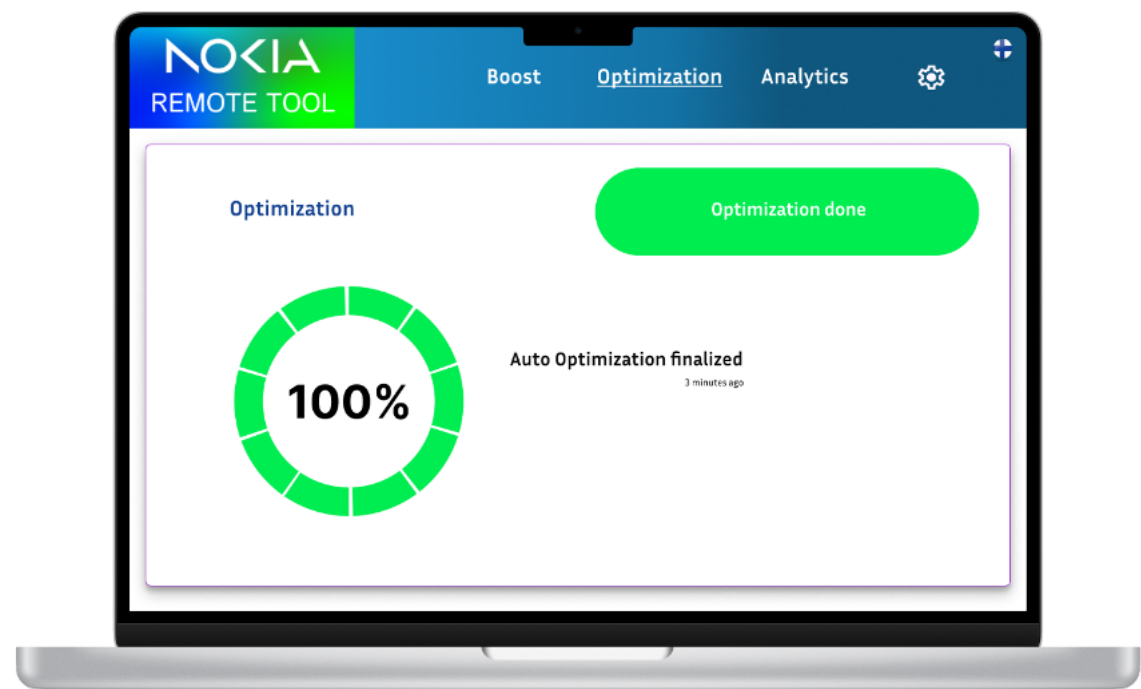 NOKIA
REMOTE TOOL
Boost
Optimization
Analytics
Optimization
Optimization done
100%
Auto Optimization finalized
3 minutes ago